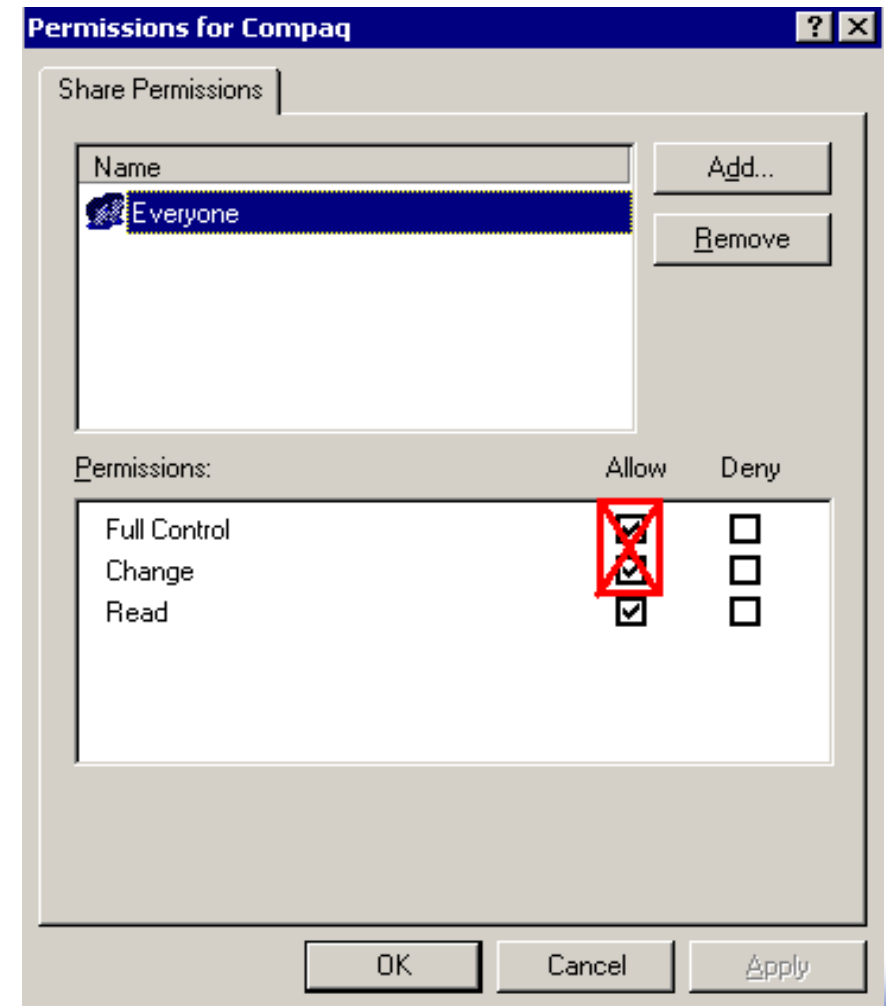 Permissions for Compaq
Share Permissions
Name
Add...
Everyone
Remove
Permissions: Allow Deny
Full Control
Change
Read
OK Cancel Apply